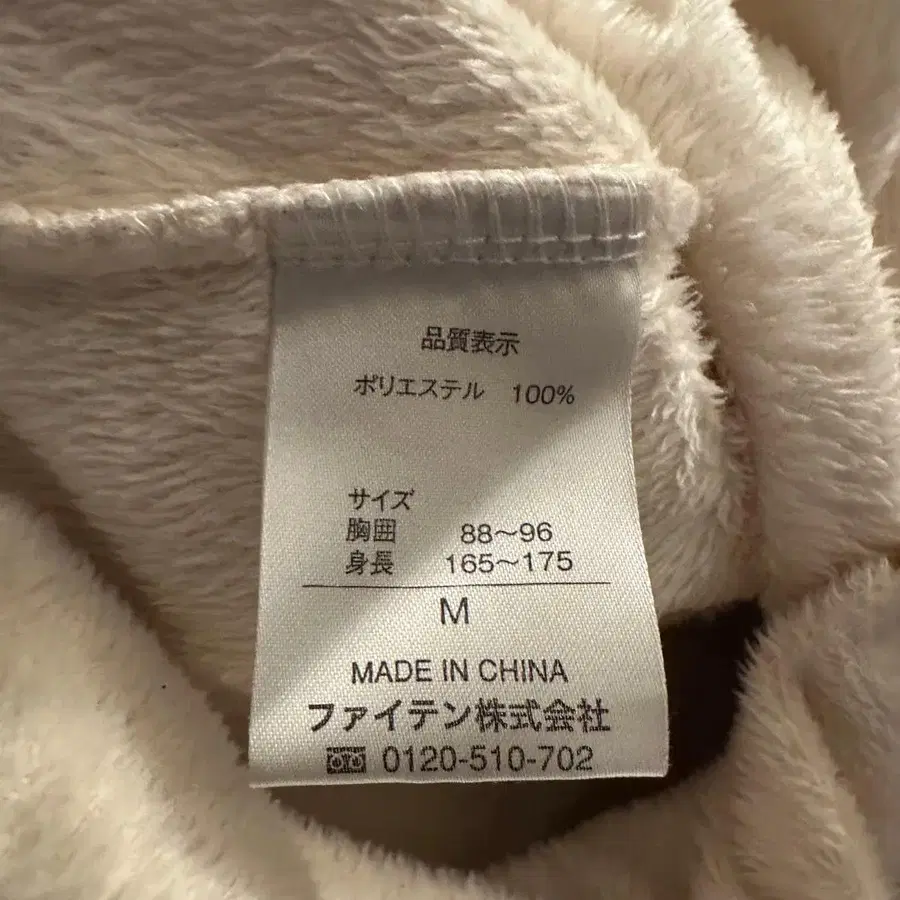 品質表示
ポリエステル 100%
サイズ
胸囲 88〜96
身長 165〜175
M
MADE IN CHINA
ファイテン株式会社
0120-510-702